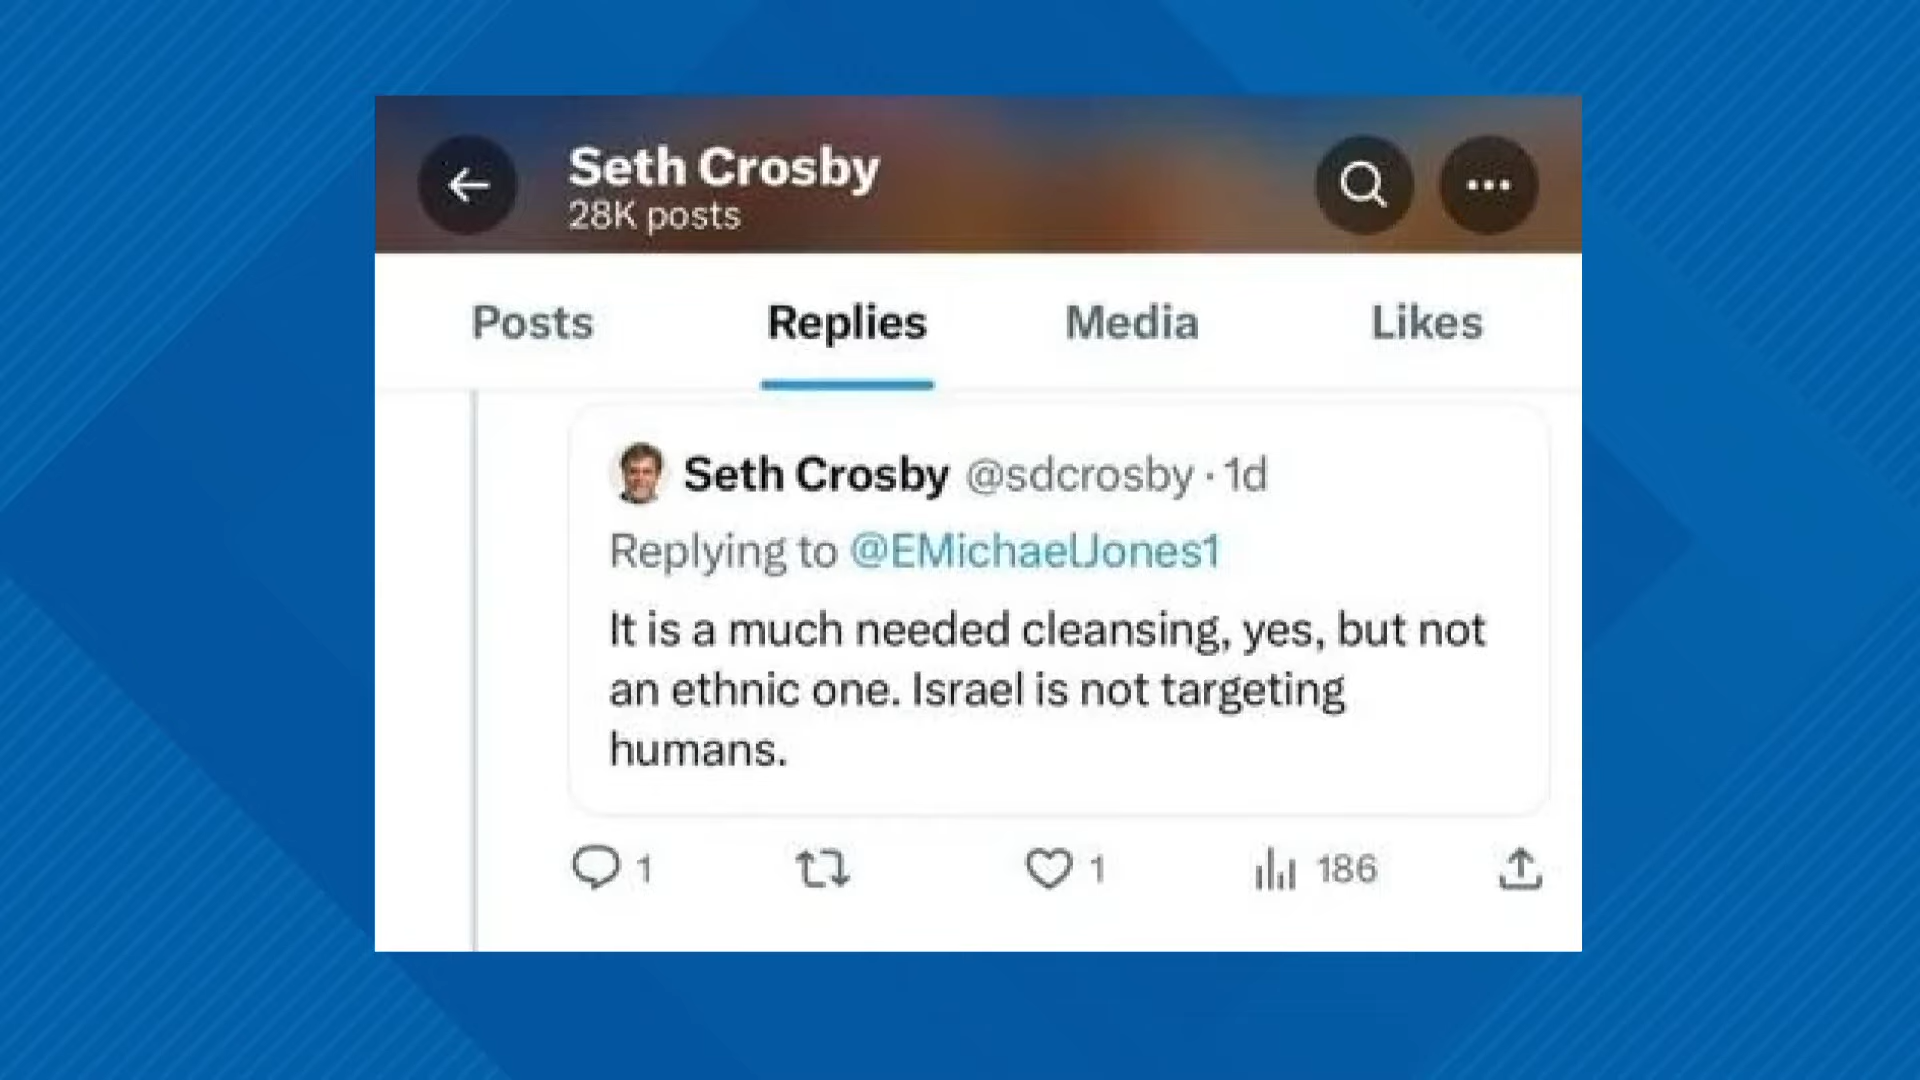 Seth Crosby
28K posts
Posts Replies Media Likes
Seth Crosby @sdcrosby · 1d
Replying to @EMichaelJones1
It is a much needed cleansing, yes, but not
an ethnic one. Israel is not targeting
humans.
1 1 186